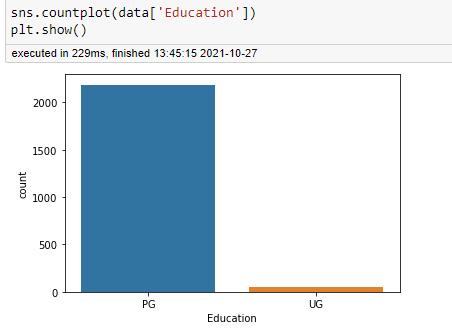 sns.countplot(data['Education'])
plt.show()
executed in 229ms, finished 13:45:15 2021-10-27
2000
1500
1000
500
0
count
PG UG
Education